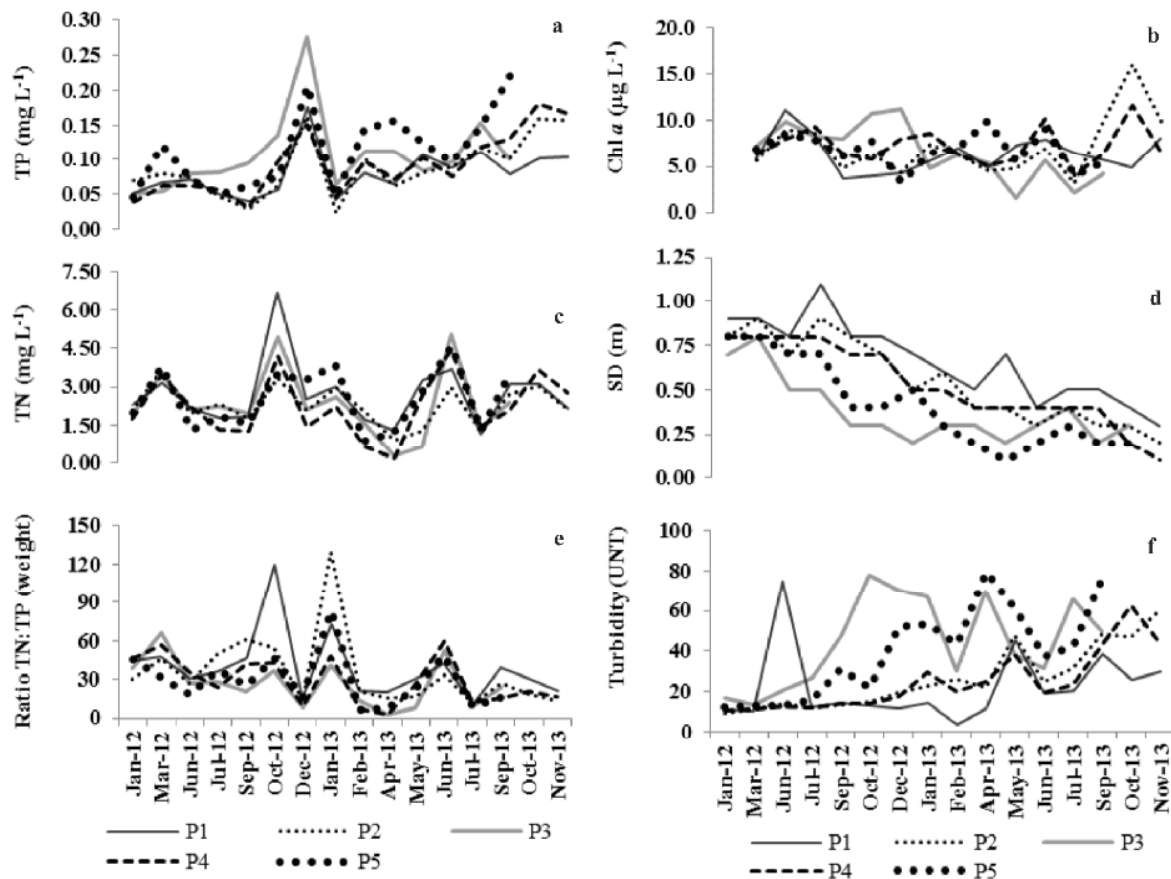 a
TP (mg L⁻¹)
0.30
0.25
0.20
0.15
0.10
0.05
0,00
b
Chl a (µg L⁻¹)
20.0
15.0
10.0
5.0
0.0
c
TN (mg L⁻¹)
7.50
6.00
4.50
3.00
1.50
0.00
d
SD (m)
1.25
1.00
0.75
0.50
0.25
0.00
e
Ratio TN:TP (weight)
150
120
90
60
30
0
Jan-12
Mar-12
Jun-12
Jul-12
Sep-12
Oct-12
Dec-12
Jan-13
Feb-13
Apr-13
May-13
Jun-13
Jul-13
Sep-13
Oct-13
Nov-13
P1 P2 P3
P4 P5
f
Turbidity (UNT)
100
80
60
40
20
0
Jan-12
Mar-12
Jun-12
Jul-12
Sep-12
Oct-12
Dec-12
Jan-13
Feb-13
Apr-13
May-13
Jun-13
Jul-13
Sep-13
Oct-13
Nov-13
P1 P2 P3
P4 P5